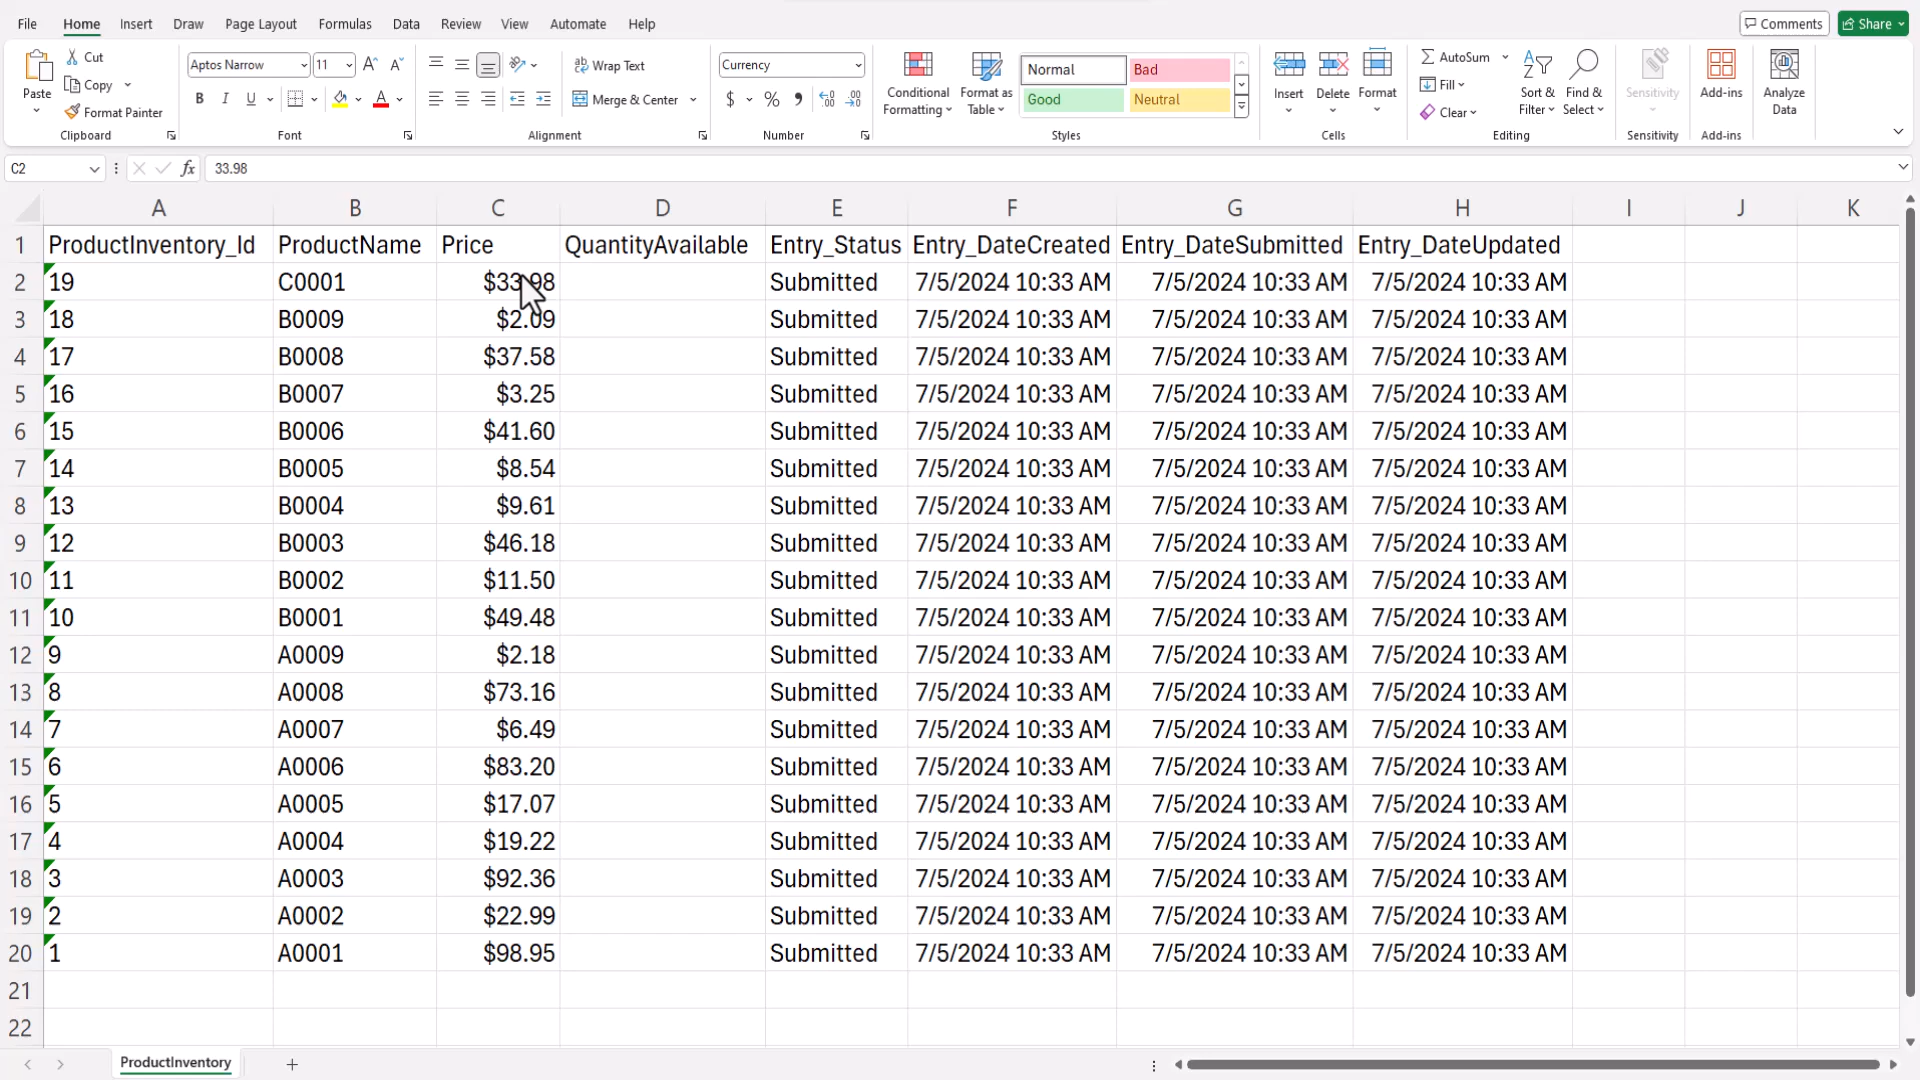 File Home Insert Draw Page Layout Formulas Data Review View Automate Help Comments Share
Paste Cut Copy Format Painter Clipboard
Aptos Narrow 11 A A B I U A Font
ab Wrap Text Merge & Center Alignment
Currency $ % , Number
Conditional Formatting Format as Table Normal Bad Good Neutral Styles
Insert Delete Format Cells
AutoSum Fill Clear Sort & Filter Find & Select Editing
Sensitivity Sensitivity
Add-ins Add-ins
Analyze Data
C2 fx 33.98
A B C D E F G H I J K
1 ProductInventory_Id ProductName Price QuantityAvailable Entry_Status Entry_DateCreated Entry_DateSubmitted Entry_DateUpdated
2 19 C0001 $33.98 Submitted 7/5/2024 10:33 AM 7/5/2024 10:33 AM 7/5/2024 10:33 AM
3 18 B0009 $2.09 Submitted 7/5/2024 10:33 AM 7/5/2024 10:33 AM 7/5/2024 10:33 AM
4 17 B0008 $37.58 Submitted 7/5/2024 10:33 AM 7/5/2024 10:33 AM 7/5/2024 10:33 AM
5 16 B0007 $3.25 Submitted 7/5/2024 10:33 AM 7/5/2024 10:33 AM 7/5/2024 10:33 AM
6 15 B0006 $41.60 Submitted 7/5/2024 10:33 AM 7/5/2024 10:33 AM 7/5/2024 10:33 AM
7 14 B0005 $8.54 Submitted 7/5/2024 10:33 AM 7/5/2024 10:33 AM 7/5/2024 10:33 AM
8 13 B0004 $9.61 Submitted 7/5/2024 10:33 AM 7/5/2024 10:33 AM 7/5/2024 10:33 AM
9 12 B0003 $46.18 Submitted 7/5/2024 10:33 AM 7/5/2024 10:33 AM 7/5/2024 10:33 AM
10 11 B0002 $11.50 Submitted 7/5/2024 10:33 AM 7/5/2024 10:33 AM 7/5/2024 10:33 AM
11 10 B0001 $49.48 Submitted 7/5/2024 10:33 AM 7/5/2024 10:33 AM 7/5/2024 10:33 AM
12 9 A0009 $2.18 Submitted 7/5/2024 10:33 AM 7/5/2024 10:33 AM 7/5/2024 10:33 AM
13 8 A0008 $73.16 Submitted 7/5/2024 10:33 AM 7/5/2024 10:33 AM 7/5/2024 10:33 AM
14 7 A0007 $6.49 Submitted 7/5/2024 10:33 AM 7/5/2024 10:33 AM 7/5/2024 10:33 AM
15 6 A0006 $83.20 Submitted 7/5/2024 10:33 AM 7/5/2024 10:33 AM 7/5/2024 10:33 AM
16 5 A0005 $17.07 Submitted 7/5/2024 10:33 AM 7/5/2024 10:33 AM 7/5/2024 10:33 AM
17 4 A0004 $19.22 Submitted 7/5/2024 10:33 AM 7/5/2024 10:33 AM 7/5/2024 10:33 AM
18 3 A0003 $92.36 Submitted 7/5/2024 10:33 AM 7/5/2024 10:33 AM 7/5/2024 10:33 AM
19 2 A0002 $22.99 Submitted 7/5/2024 10:33 AM 7/5/2024 10:33 AM 7/5/2024 10:33 AM
20 1 A0001 $98.95 Submitted 7/5/2024 10:33 AM 7/5/2024 10:33 AM 7/5/2024 10:33 AM
21
22
ProductInventory